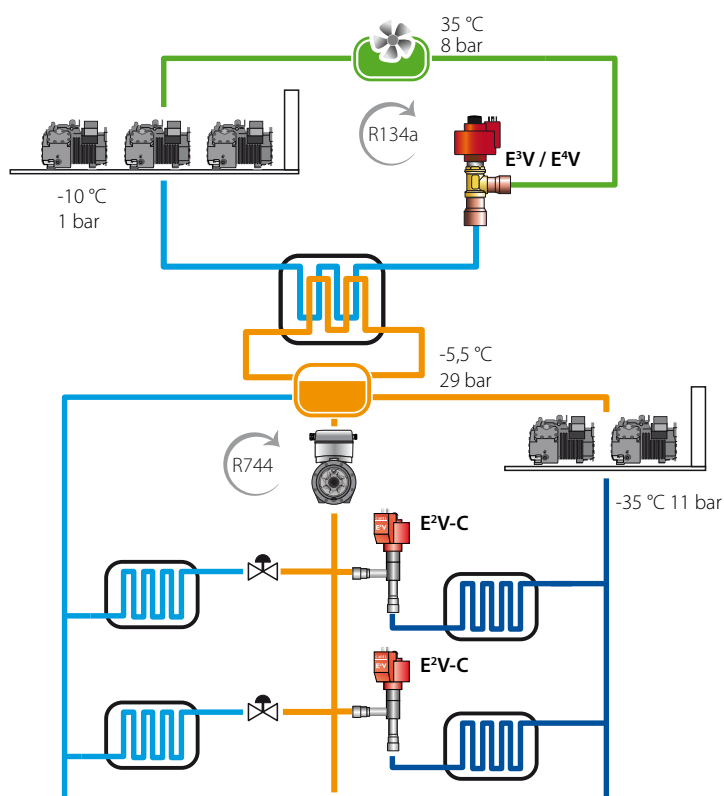 35 °C
8 bar
R134a
E³V / E⁴V
-10 °C
1 bar
-5,5 °C
29 bar
R744
-35 °C 11 bar
E²V-C
E²V-C